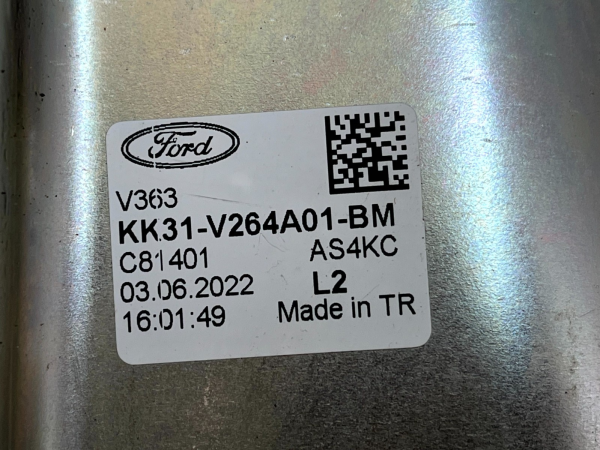 Ford
V363
KK31-V264A01-BM
C81401 AS4KC
03.06.2022 L2
16:01:49 Made in TR